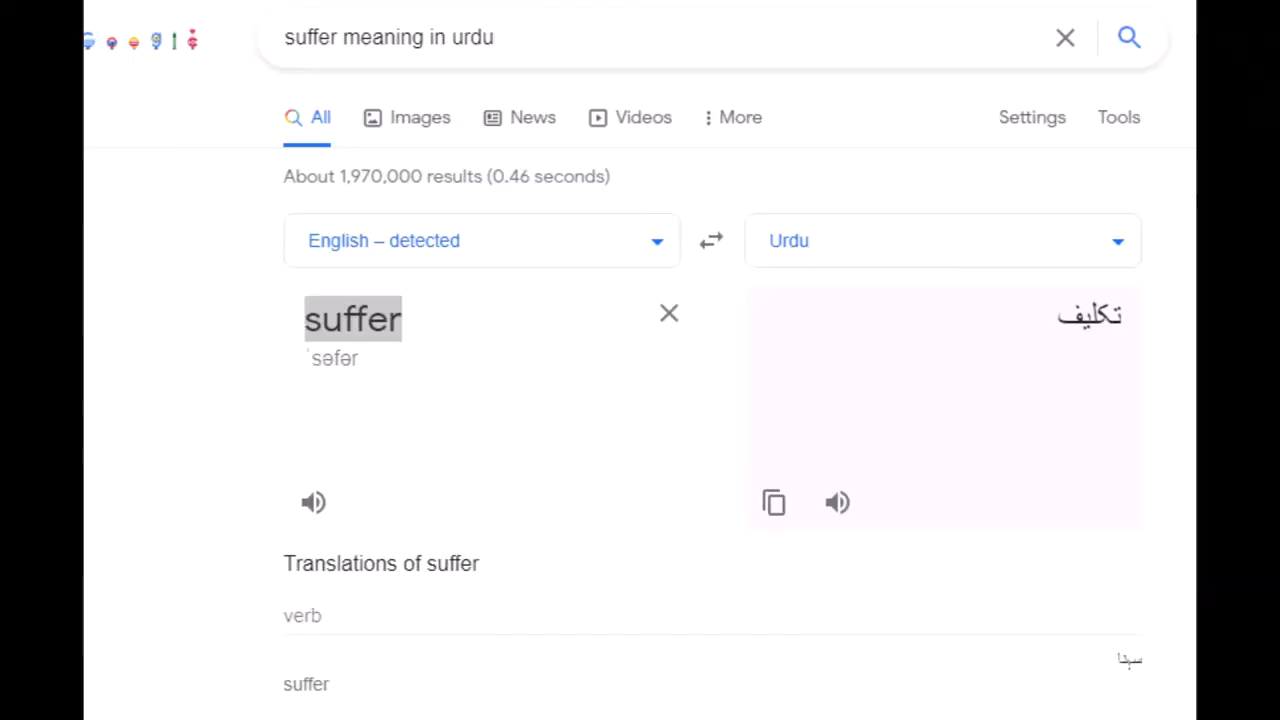 Google
suffer meaning in urdu
All Images News Videos More Settings Tools
About 1,970,000 results (0.46 seconds)
English – detected Urdu
suffer تکلیف
ˈsəfər
Translations of suffer
verb
سہنا
suffer